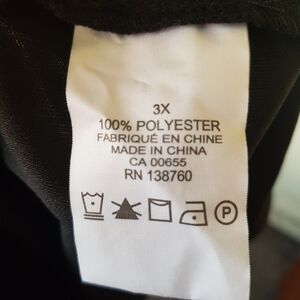 3X
100% POLYESTER
FABRIQUÉ EN CHINE
MADE IN CHINA
CA 00655
RN 138760
P